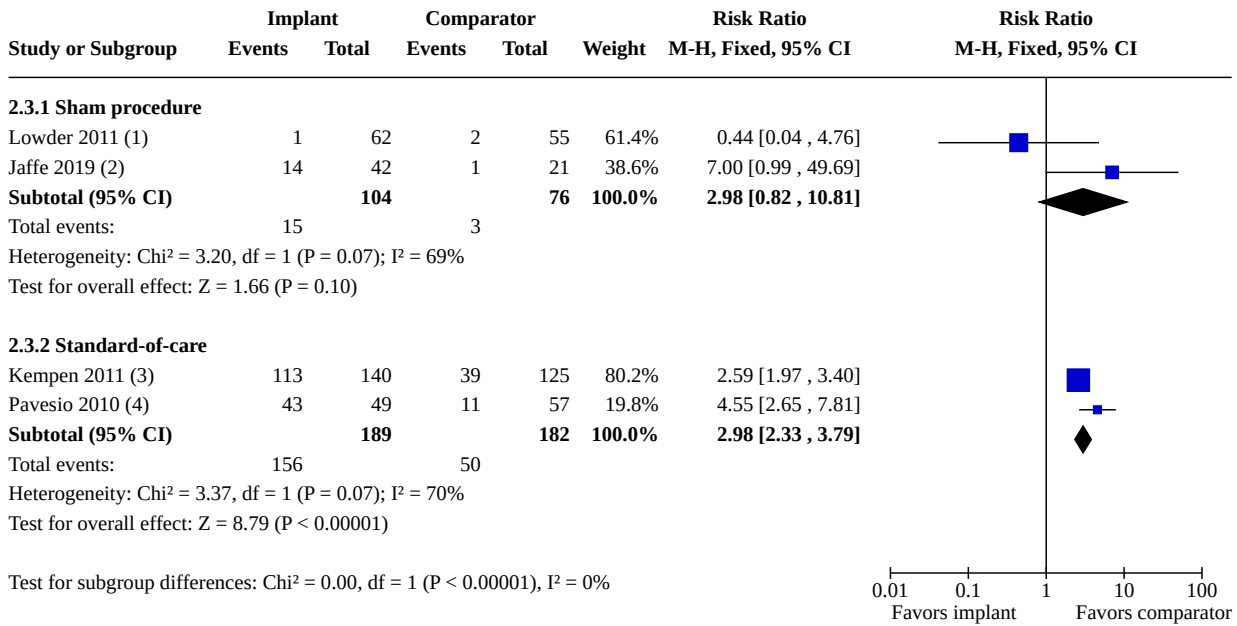 Implant Comparator Risk Ratio Risk Ratio
Study or Subgroup Events Total Events Total Weight M-H, Fixed, 95% CI M-H, Fixed, 95% CI
2.3.1 Sham procedure
Lowder 2011 (1) 1 62 2 55 61.4% 0.44 [0.04 , 4.76]
Jaffe 2019 (2) 14 42 1 21 38.6% 7.00 [0.99 , 49.69]
Subtotal (95% CI) 104 76 100.0% 2.98 [0.82 , 10.81]
Total events: 15 3
Heterogeneity: Chi² = 3.20, df = 1 (P = 0.07); I² = 69%
Test for overall effect: Z = 1.66 (P = 0.10)
2.3.2 Standard-of-care
Kempen 2011 (3) 113 140 39 125 80.2% 2.59 [1.97 , 3.40]
Pavesio 2010 (4) 43 49 11 57 19.8% 4.55 [2.65 , 7.81]
Subtotal (95% CI) 189 182 100.0% 2.98 [2.33 , 3.79]
Total events: 156 50
Heterogeneity: Chi² = 3.37, df = 1 (P = 0.07); I² = 70%
Test for overall effect: Z = 8.79 (P < 0.00001)
Test for subgroup differences: Chi² = 0.00, df = 1 (P < 0.00001), I² = 0%
0.01 0.1 1 10 100
Favors implant Favors comparator